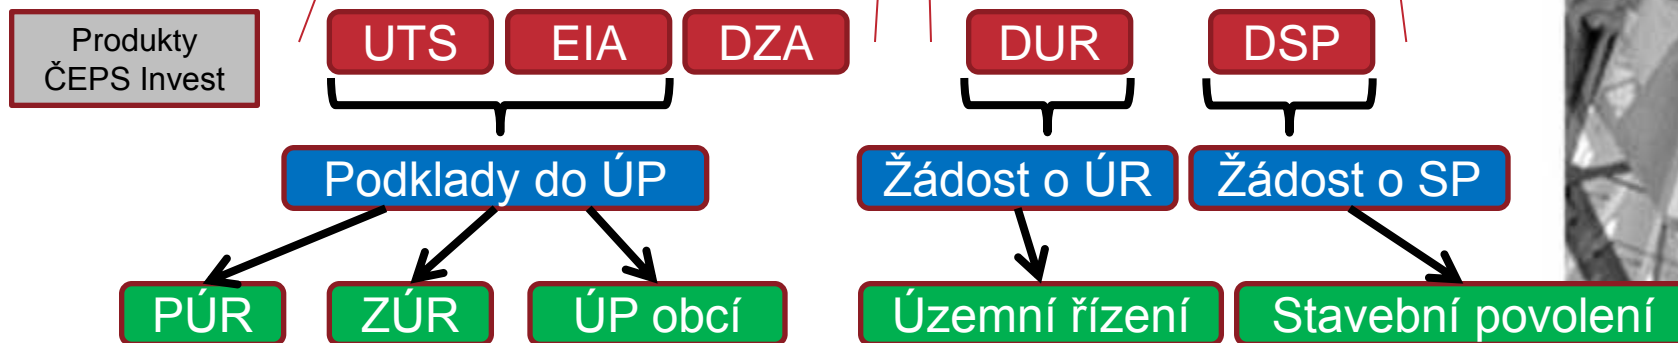 Produkty
ČEPS Invest
UTS
EIA
DZA
DUR
DSP
Podklady do ÚP
Žádost o ÚR
Žádost o SP
PÚR
ZÚR
ÚP obcí
Územní řízení
Stavební povolení